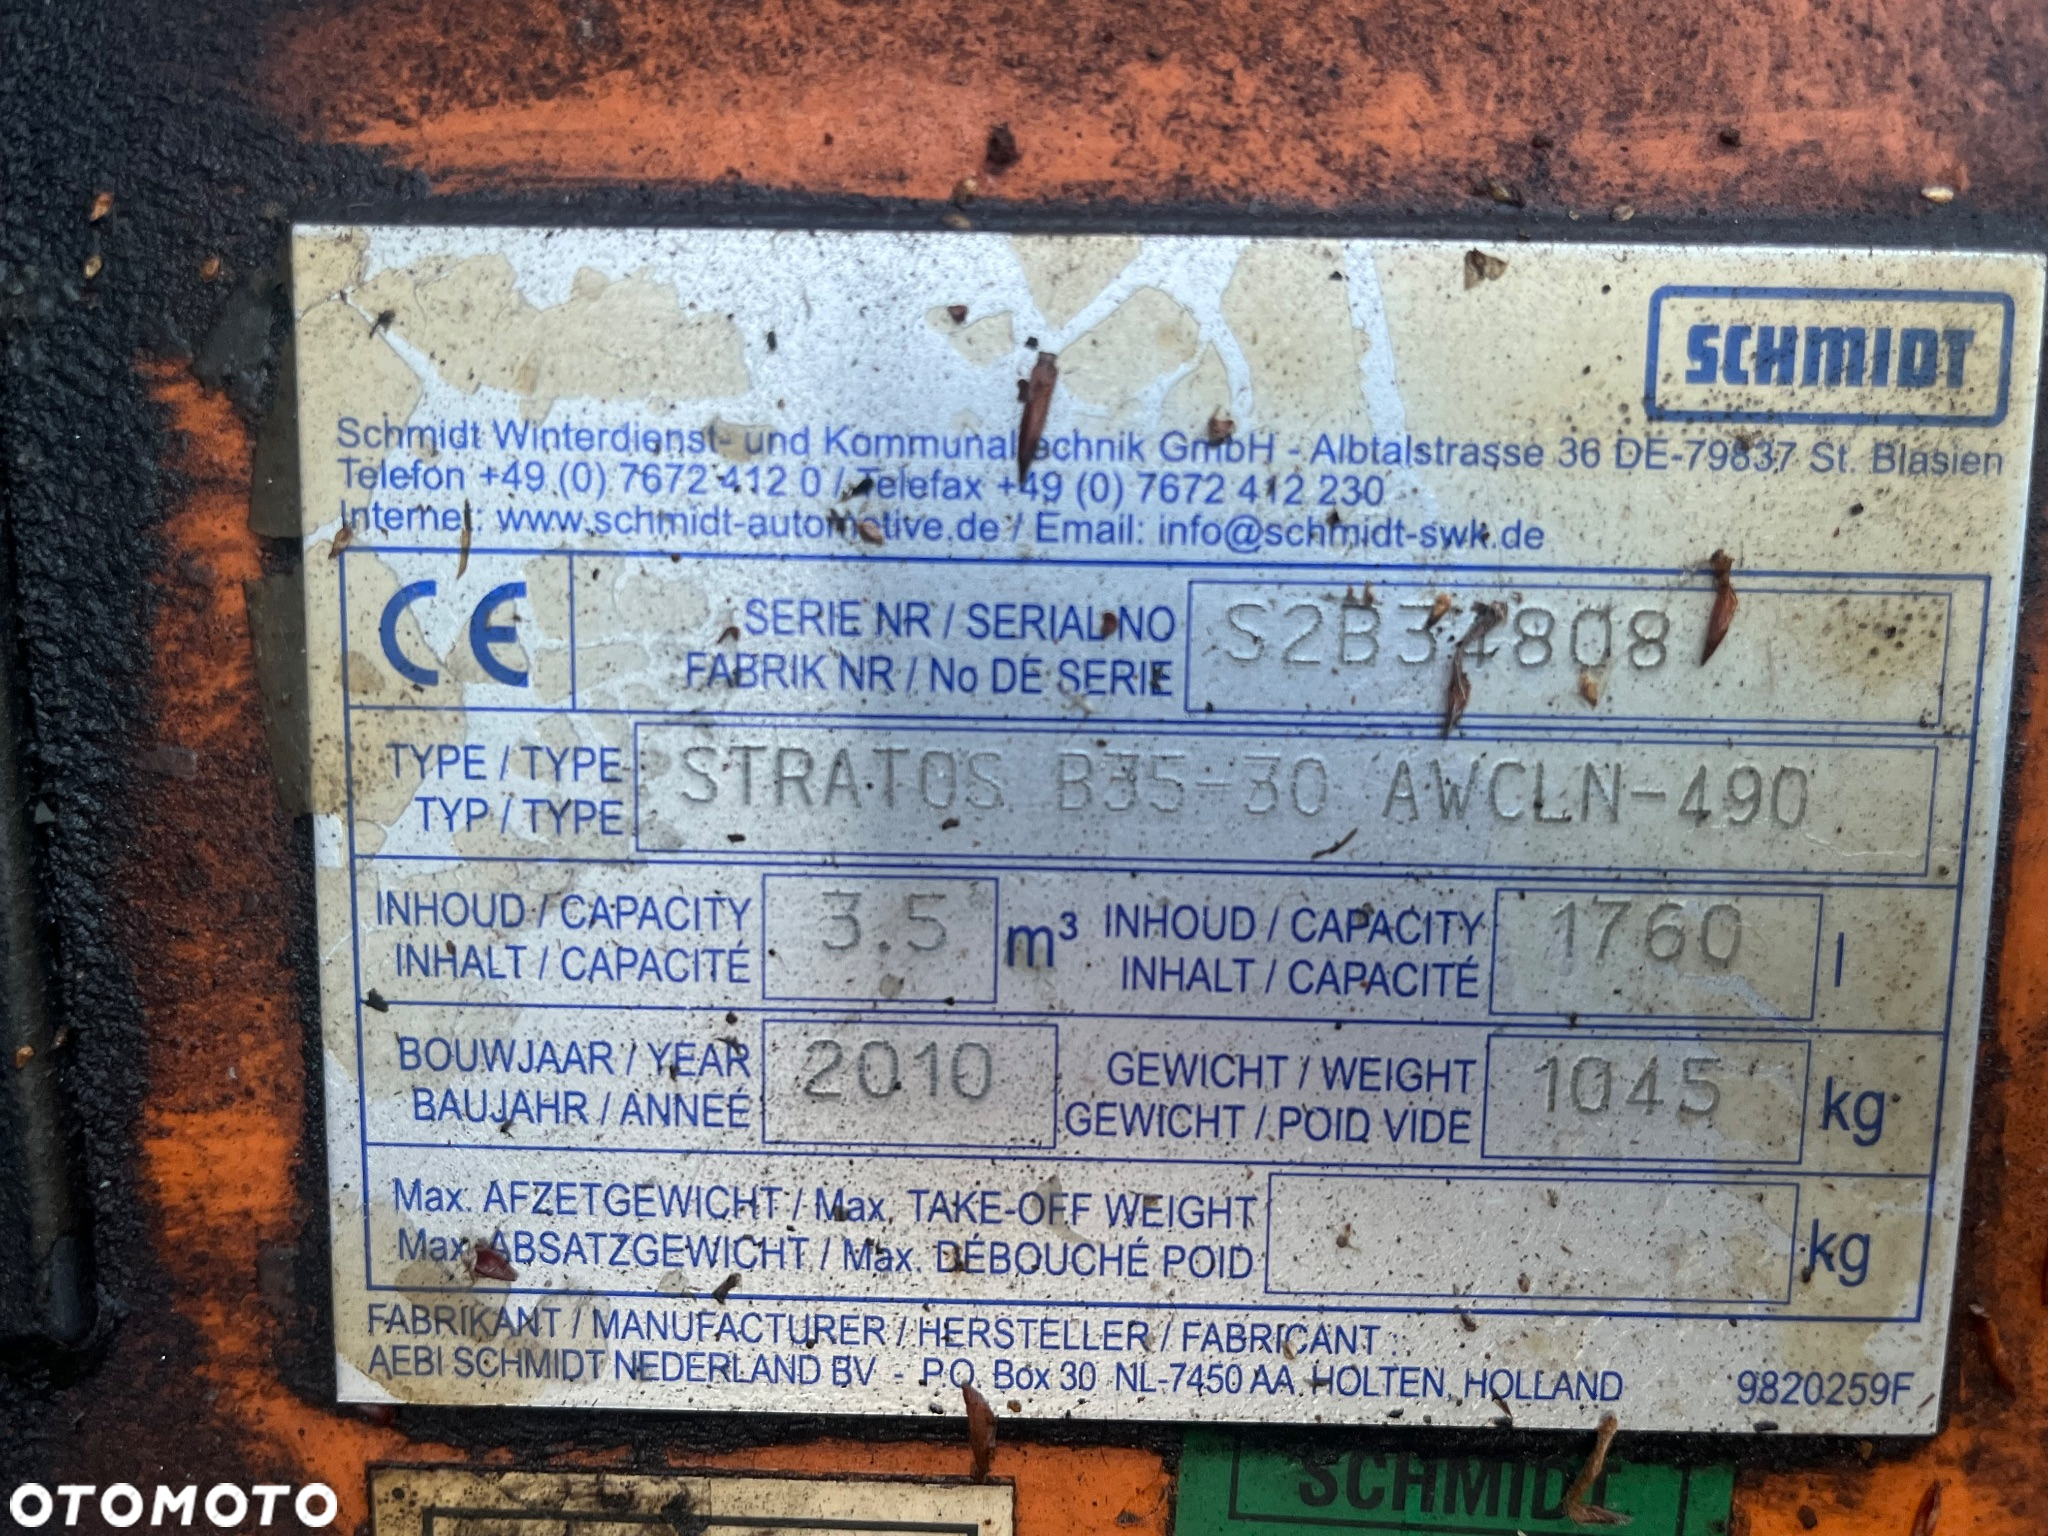 SCHMIDT
Schmidt Winterdienst- und Kommunaltechnik GmbH - Albtalstrasse 36 DE-79837 St. Blasien
Telefon +49 (0) 7672 412 0 / Telefax +49 (0) 7672 412 230
Internet: www.schmidt-automotive.de / Email: info@schmidt-swk.de
CE
SERIE NR / SERIAL NO
FABRIK NR / No DE SERIE
S2B34808
TYPE / TYPE
TYP / TYPE
STRATOS B35-30 AWCLN-490
INHOUD / CAPACITY
INHALT / CAPACITÉ
3.5
m³
INHOUD / CAPACITY
INHALT / CAPACITÉ
1760
l
BOUWJAAR / YEAR
BAUJAHR / ANNEÉ
2010
GEWICHT / WEIGHT
GEWICHT / POID VIDE
1045
kg
Max. AFZETGEWICHT / Max. TAKE-OFF WEIGHT
Max. ABSATZGEWICHT / Max. DÉBOUCHÉ POID
kg
FABRIKANT / MANUFACTURER / HERSTELLER / FABRICANT :
AEBI SCHMIDT NEDERLAND BV - P.O. Box 30 NL-7450 AA HOLTEN, HOLLAND
9820259F
SCHMIDT
OTOMOTO